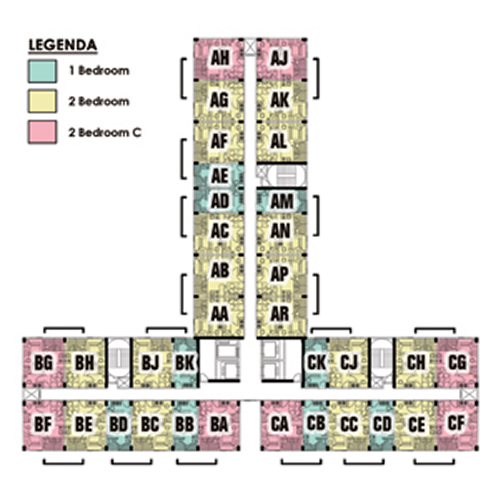 LEGENDA
1 Bedroom
2 Bedroom
2 Bedroom C
AH AJ
AG AK
AF AL
AE
AD AM
AC AN
AB AP
AA AR
BG BH BJ BK CK CJ CH CG
BF BE BD BC BB BA CA CB CC CD CE CF